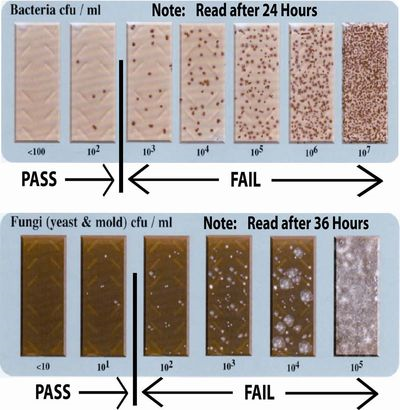 Bacteria cfu / ml Note: Read after 24 Hours
<100 10² 10³ 10⁴ 10⁵ 10⁶ 10⁷
PASS FAIL
Fungi (yeast & mold) cfu / ml Note: Read after 36 Hours
<10 10¹ 10² 10³ 10⁴ 10⁵
PASS FAIL